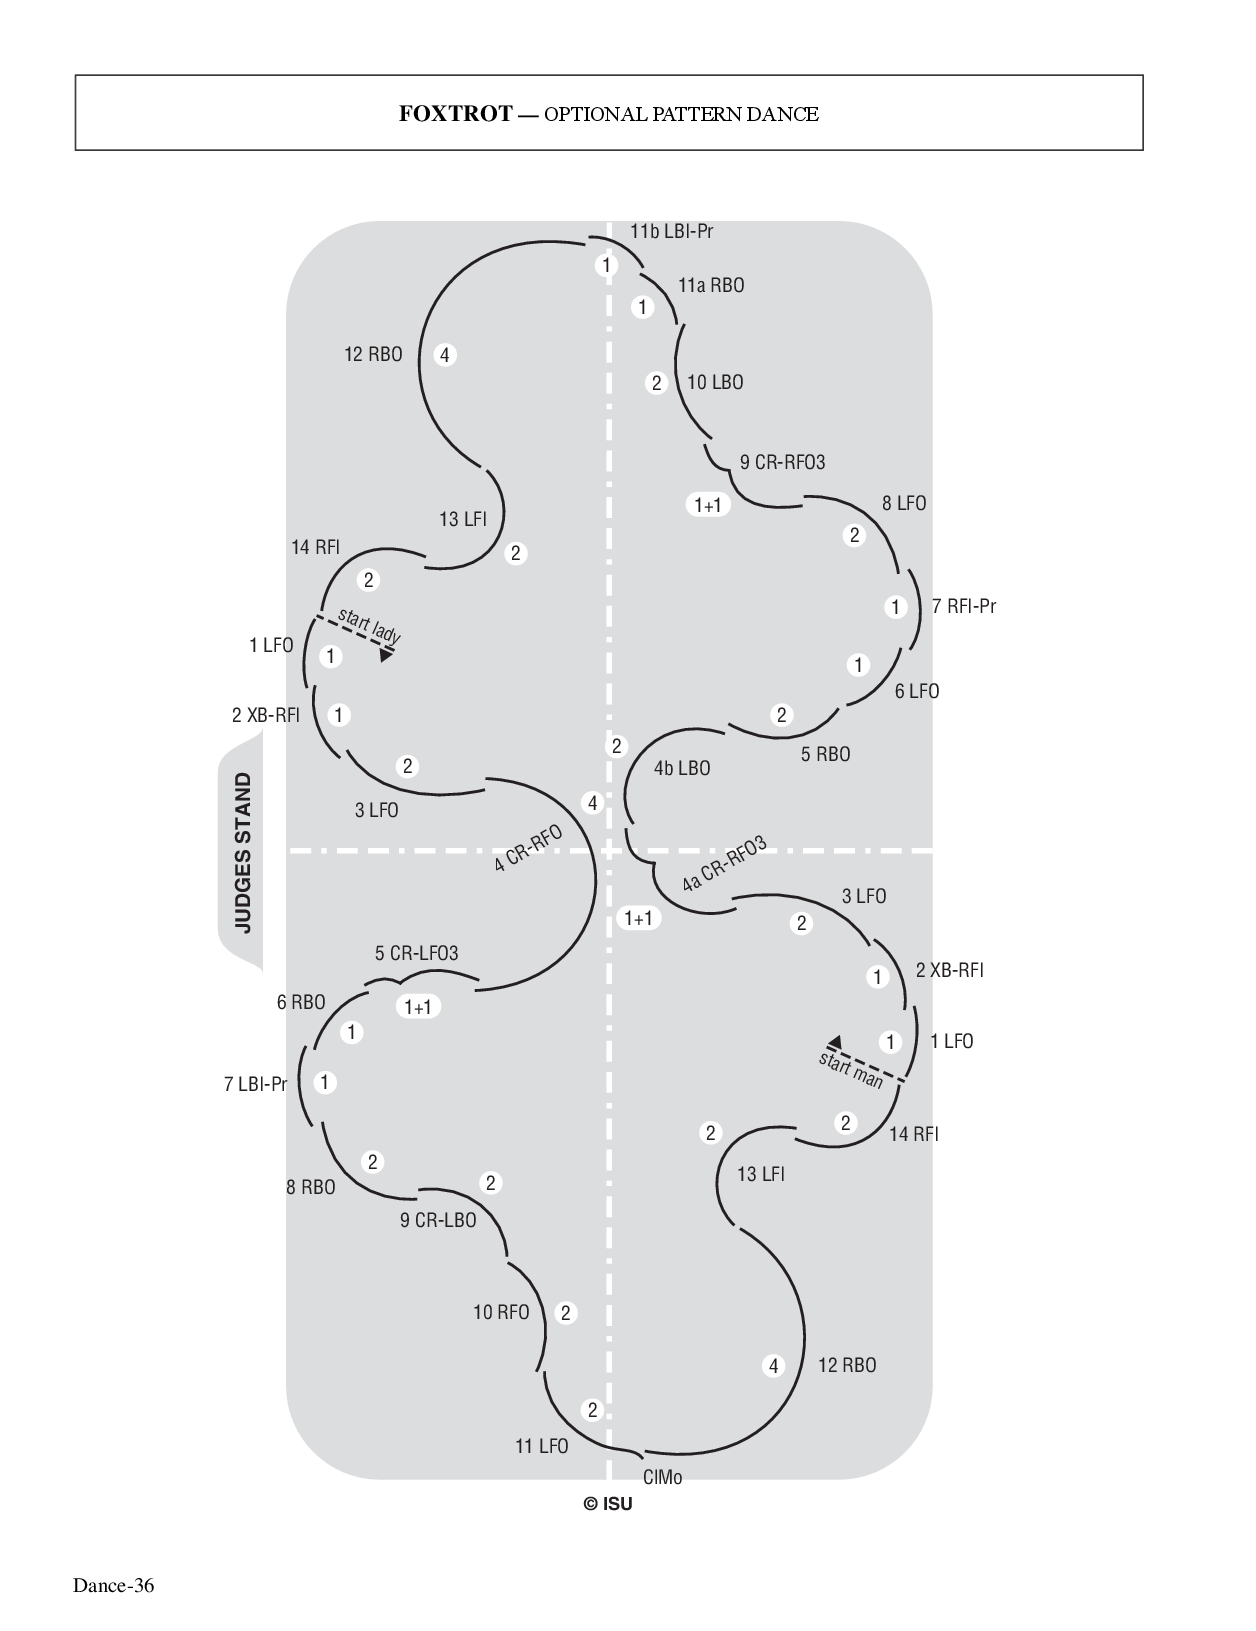 FOXTROT — OPTIONAL PATTERN DANCE
11b LBI-Pr
1
11a RBO
1
12 RBO
4
2
10 LBO
9 CR-RFO3
1+1
8 LFO
2
13 LFI
2
14 RFI
2
7 RFI-Pr
1
start lady
1 LFO
1
1
6 LFO
2 XB-RFI
1
2
5 RBO
2
4b LBO
2
3 LFO
4
4 CR-RFO
4a CR-RFO3
JUDGES STAND
3 LFO
2
1+1
5 CR-LFO3
1+1
2 XB-RFI
1
6 RBO
1
1 LFO
1
start man
7 LBI-Pr
1
14 RFI
2
2
13 LFI
2
8 RBO
2
9 CR-LBO
10 RFO
2
12 RBO
4
2
11 LFO
CIMo
© ISU
Dance-36